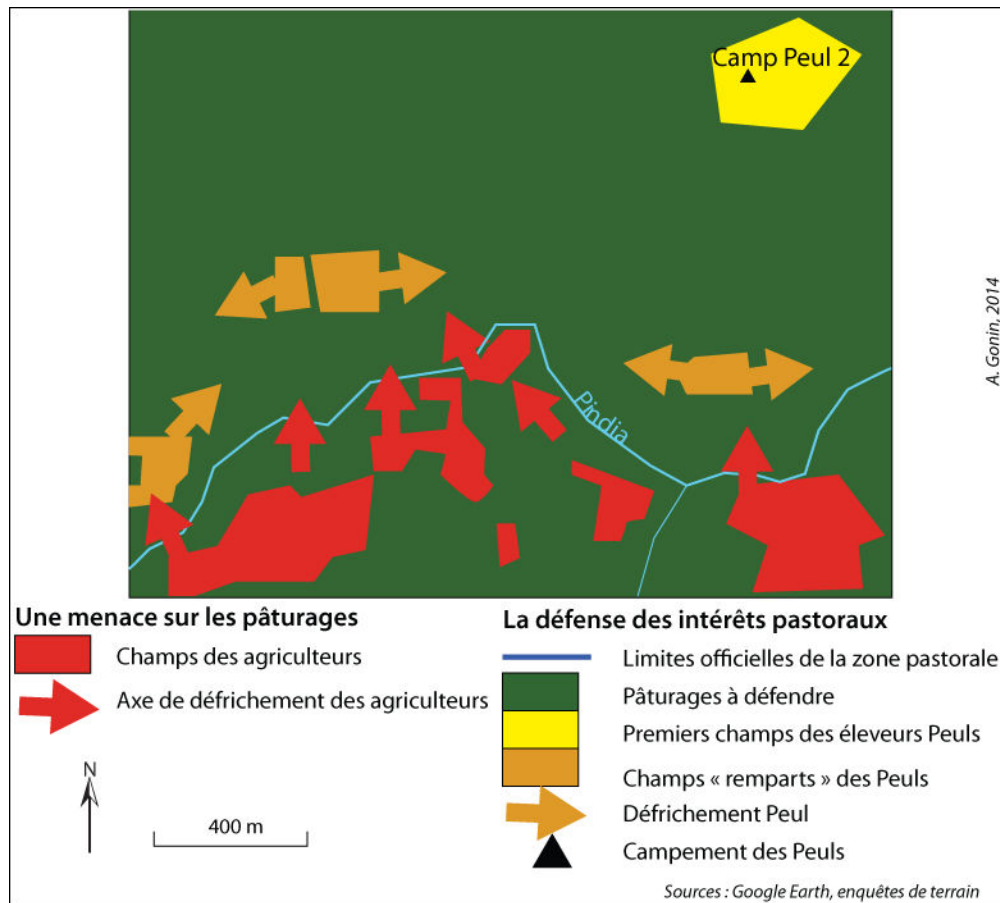 Camp Peul 2
Pindia
A. Gonin, 2014
Une menace sur les pâturages
Champs des agriculteurs
Axe de défrichement des agriculteurs
N
400 m
La défense des intérêts pastoraux
Limites officielles de la zone pastorale
Pâturages à défendre
Premiers champs des éleveurs Peuls
Champs « remparts » des Peuls
Défrichement Peul
Campement des Peuls
Sources : Google Earth, enquêtes de terrain